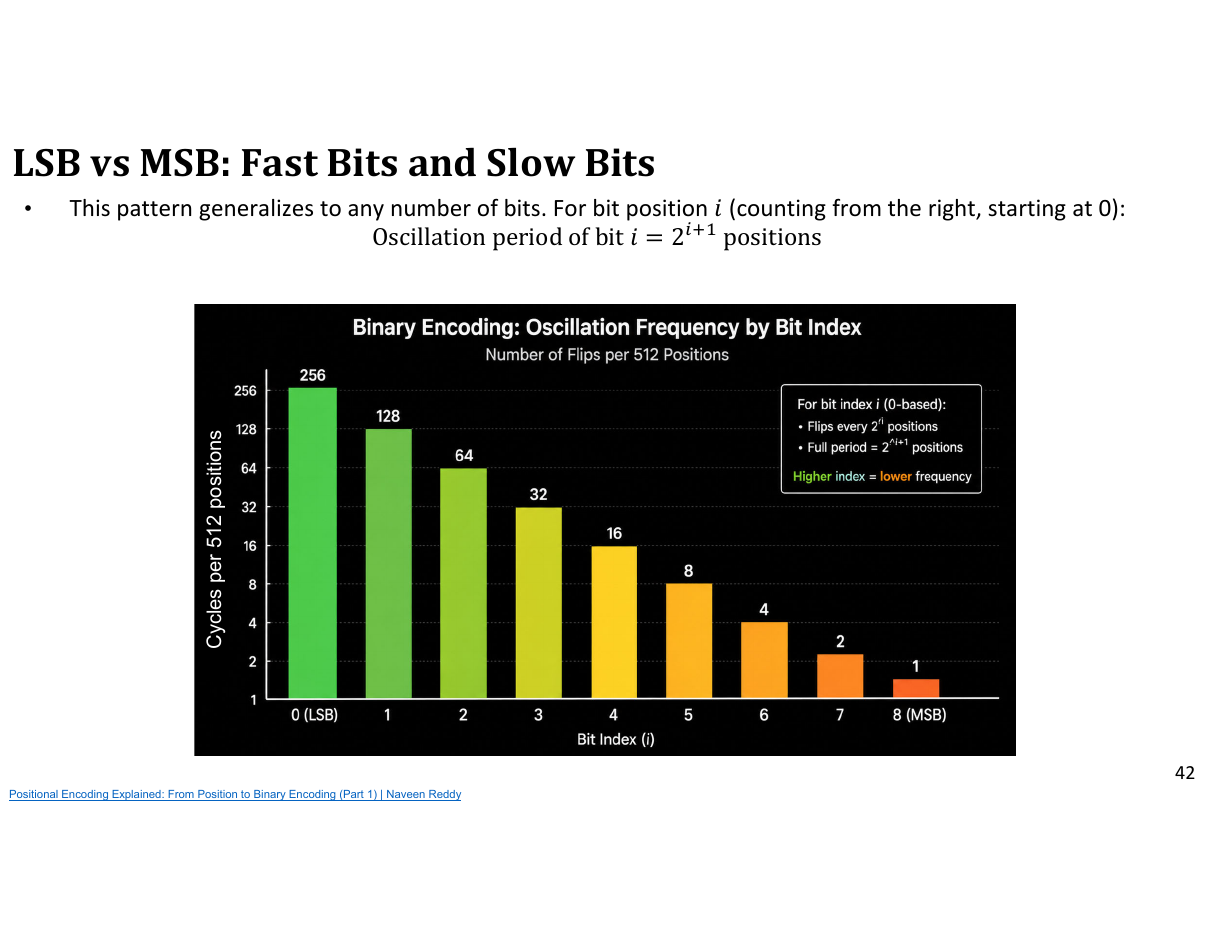 LSB vs MSB: Fast Bits and Slow Bits
• This pattern generalizes to any number of bits. For bit position i (counting from the right, starting at 0):
Oscillation period of bit i = 2^{i+1} positions
Binary Encoding: Oscillation Frequency by Bit Index
Number of Flips per 512 Positions
Cycles per 512 positions
256
128
64
32
16
8
4
2
1
256
128
64
32
16
8
4
2
1
For bit index i (0-based):
• Flips every 2^{^i} positions
• Full period = 2^{^i+1} positions
Higher index = lower frequency
0 (LSB) 1 2 3 4 5 6 7 8 (MSB)
Bit Index (i)
42
Positional Encoding Explained: From Position to Binary Encoding (Part 1) | Naveen Reddy